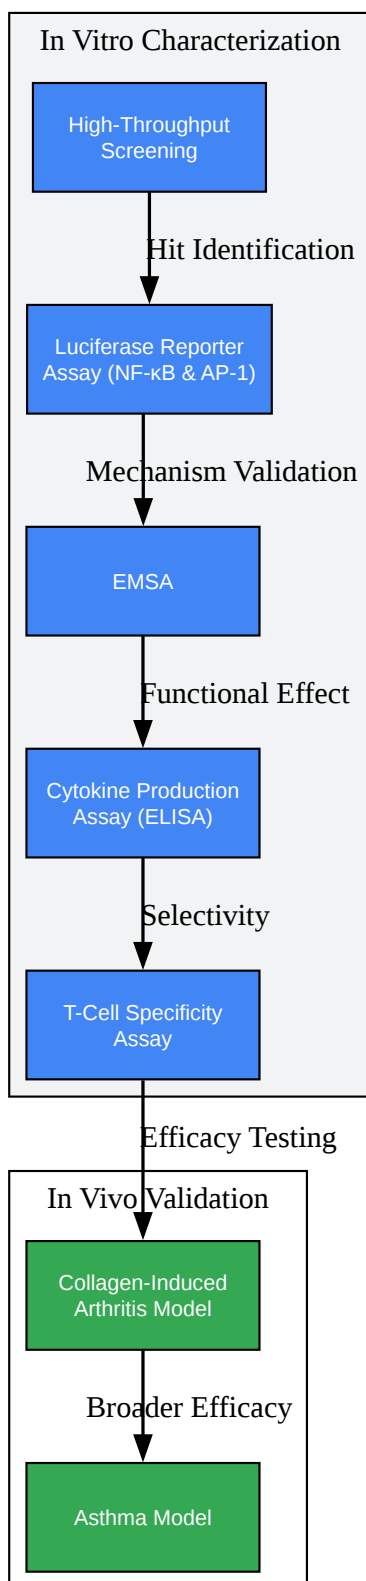 In Vitro Characterization
High-Throughput
Screening
Hit Identification
Luciferase Reporter
Assay (NF-κB & AP-1)
Mechanism Validation
EMSA
Functional Effect
Cytokine Production
Assay (ELISA)
Selectivity
T-Cell Specificity
Assay
Efficacy Testing
In Vivo Validation
Collagen-Induced
Arthritis Model
Broader Efficacy
Asthma Model